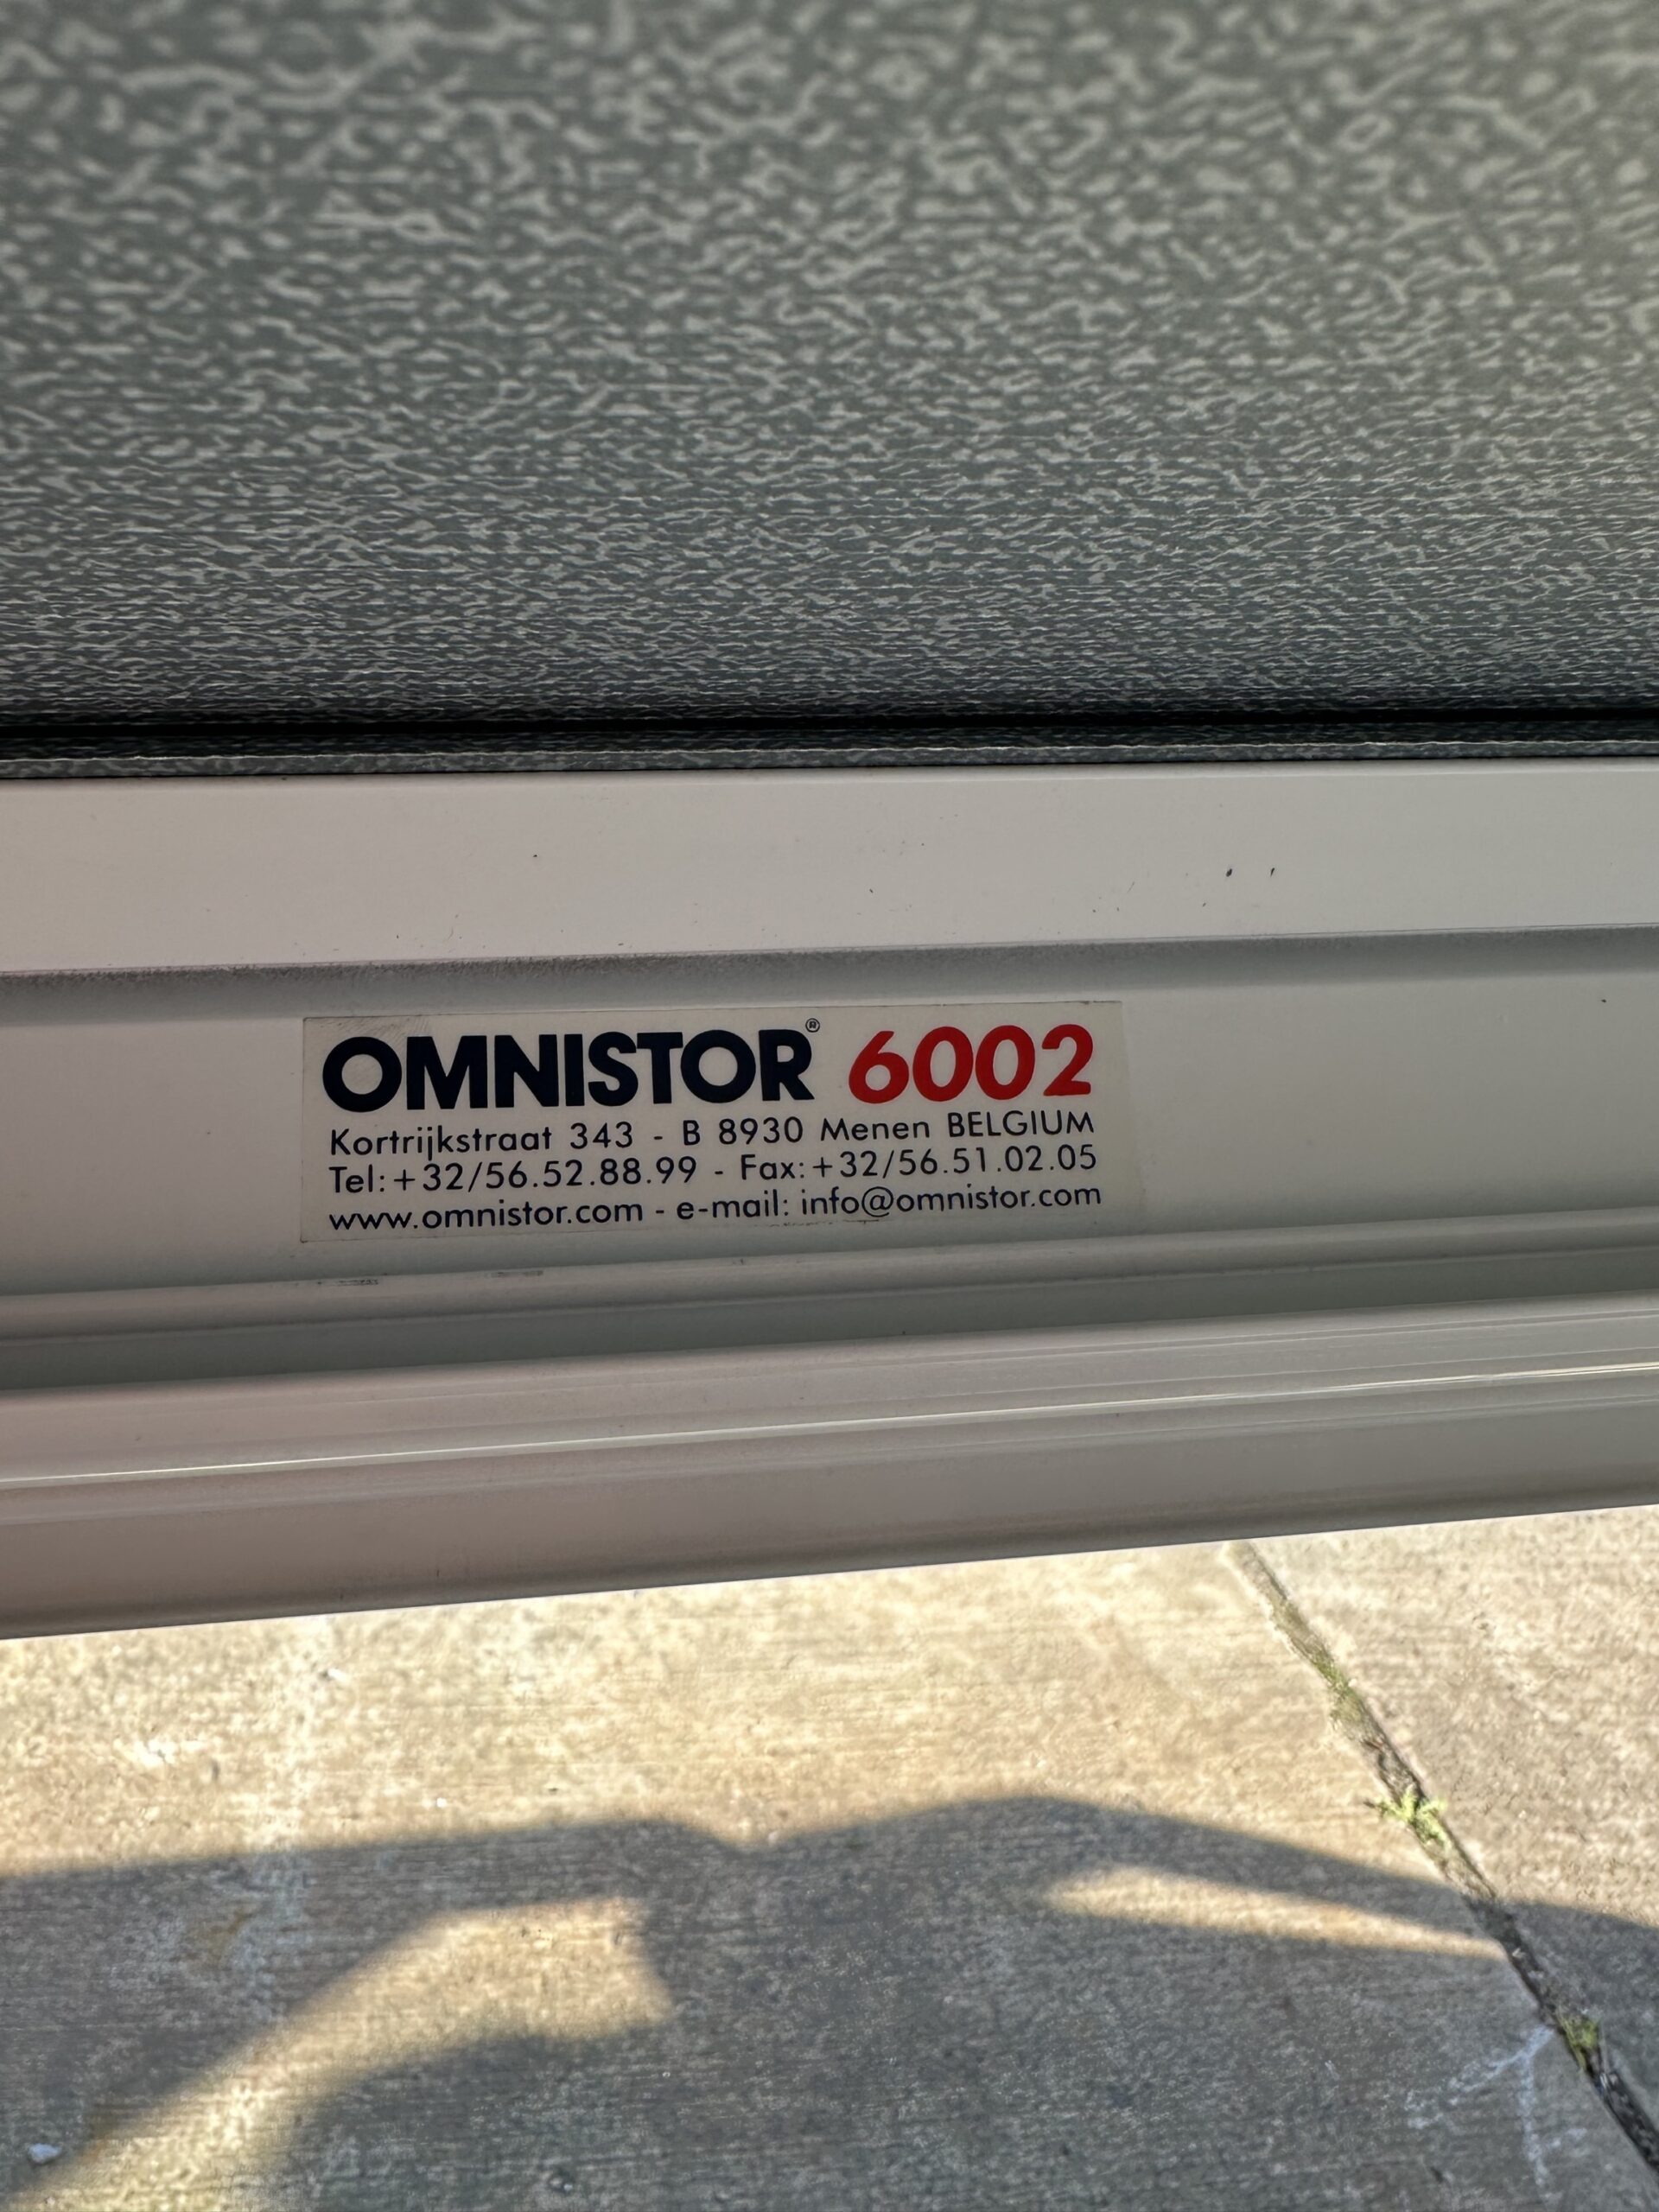 OMNISTOR® 6002
Kortrijkstraat 343 - B 8930 Menen BELGIUM
Tel:+32/56.52.88.99 - Fax:+32/56.51.02.05
www.omnistor.com - e-mail: info@omnistor.com